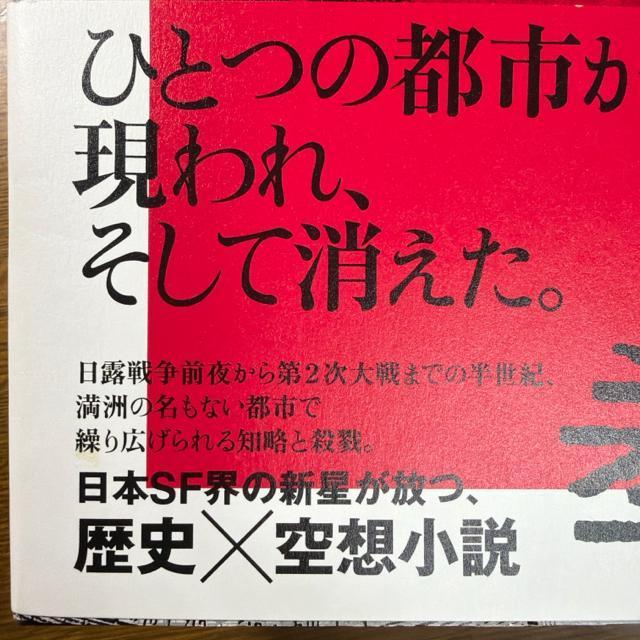 ひとつの都市が
現われ、
そして消えた。
日露戦争前夜から第2次大戦までの半世紀、
満洲の名もない都市で
繰り広げられる知略と殺戮。
日本SF界の新星が放つ、
歴史×空想小説